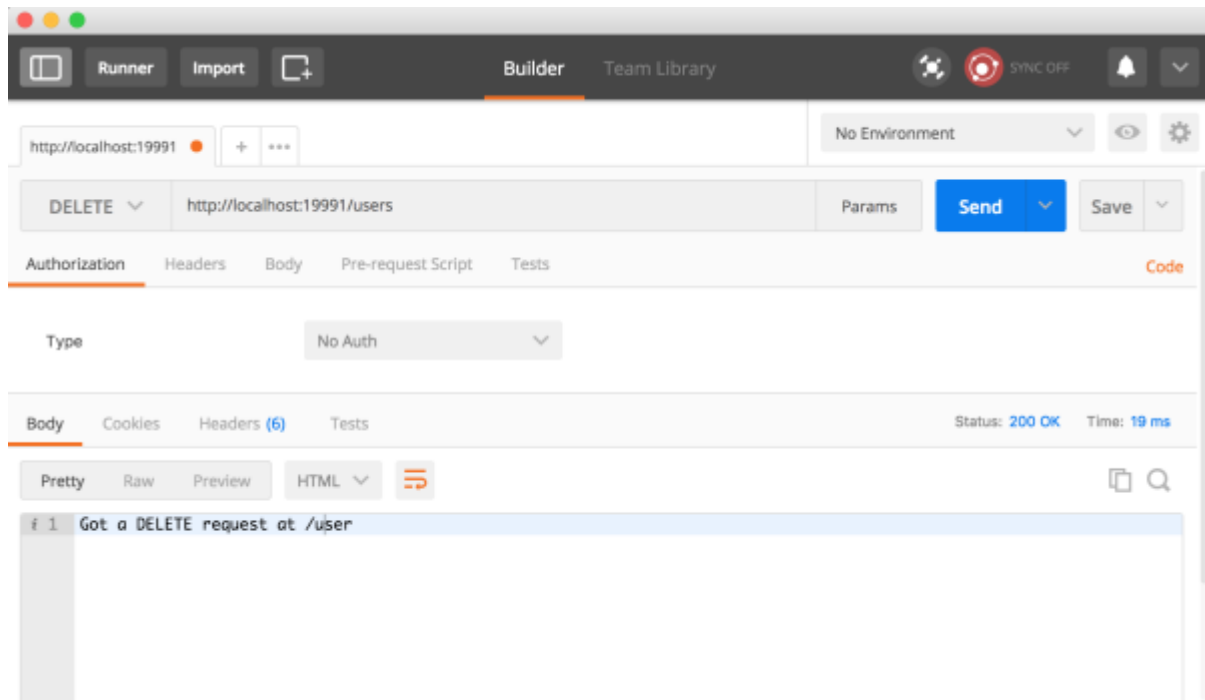 Runner Import Builder Team Library SYNC OFF
http://localhost:19991 No Environment
DELETE http://localhost:19991/users Params Send Save
Authorization Headers Body Pre-request Script Tests Code
Type No Auth
Body Cookies Headers (6) Tests Status: 200 OK Time: 19 ms
Pretty Raw Preview HTML
i 1 Got a DELETE request at /user